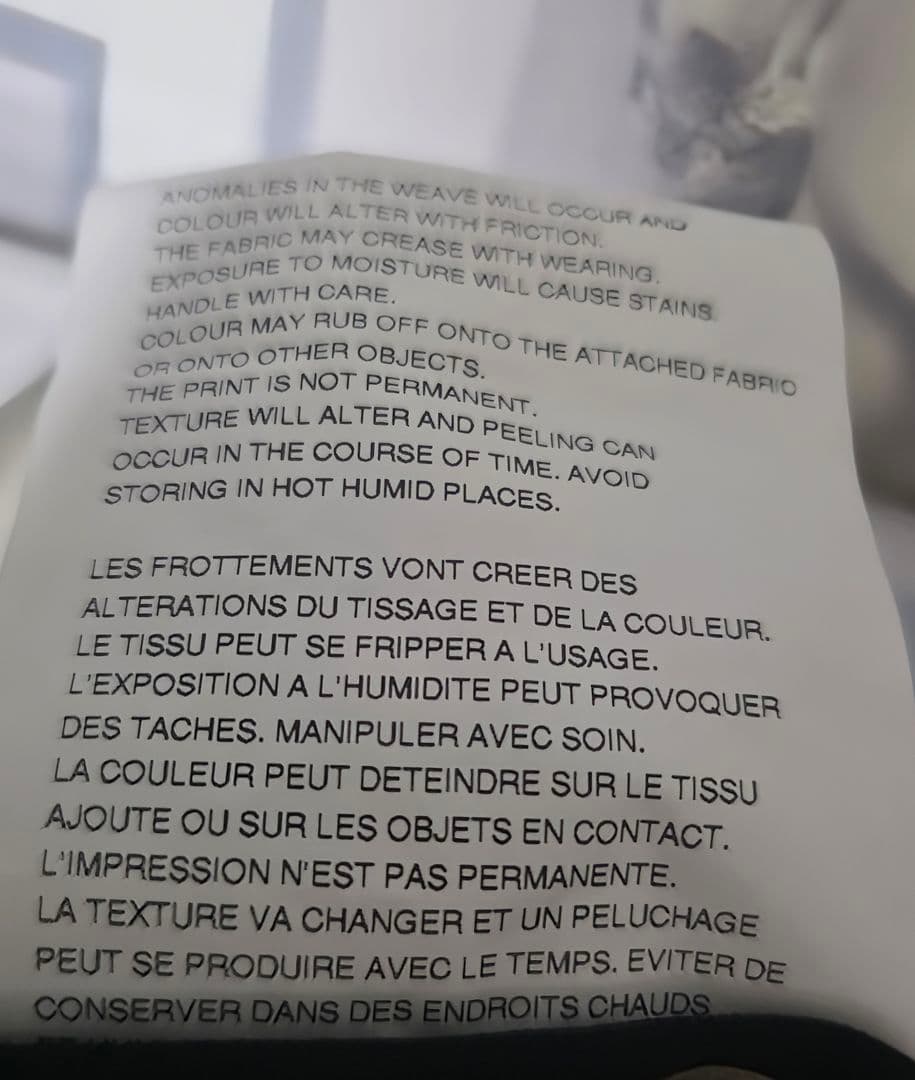 ANOMALIES IN THE WEAVE WILL OCCUR AND
COLOUR WILL ALTER WITH FRICTION.
THE FABRIC MAY CREASE WITH WEARING.
EXPOSURE TO MOISTURE WILL CAUSE STAINS.
HANDLE WITH CARE.
COLOUR MAY RUB OFF ONTO THE ATTACHED FABRIC
OR ONTO OTHER OBJECTS.
THE PRINT IS NOT PERMANENT.
TEXTURE WILL ALTER AND PEELING CAN
OCCUR IN THE COURSE OF TIME. AVOID
STORING IN HOT HUMID PLACES.
LES FROTTEMENTS VONT CREER DES
ALTERATIONS DU TISSAGE ET DE LA COULEUR.
LE TISSU PEUT SE FRIPPER A L'USAGE.
L'EXPOSITION A L'HUMIDITE PEUT PROVOQUER
DES TACHES. MANIPULER AVEC SOIN.
LA COULEUR PEUT DETEINDRE SUR LE TISSU
AJOUTE OU SUR LES OBJETS EN CONTACT.
L'IMPRESSION N'EST PAS PERMANENTE.
LA TEXTURE VA CHANGER ET UN PELUCHAGE
PEUT SE PRODUIRE AVEC LE TEMPS. EVITER DE
CONSERVER DANS DES ENDROITS CHAUDS